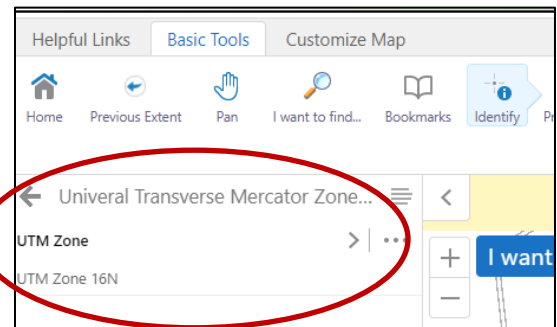 Helpful Links Basic Tools Customize Map
Home Previous Extent Pan I want to find... Bookmarks Identify Pr
Univeral Transverse Mercator Zone...
UTM Zone
UTM Zone 16N
I want